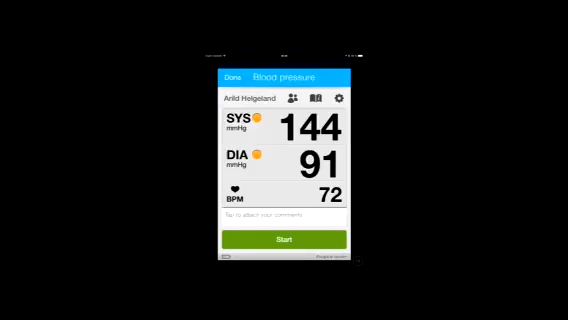 Done Blood pressure
Arild Helgeland
SYS 144
mmHg
DIA 91
mmHg
72
BPM
Tap to attach your comments
Start